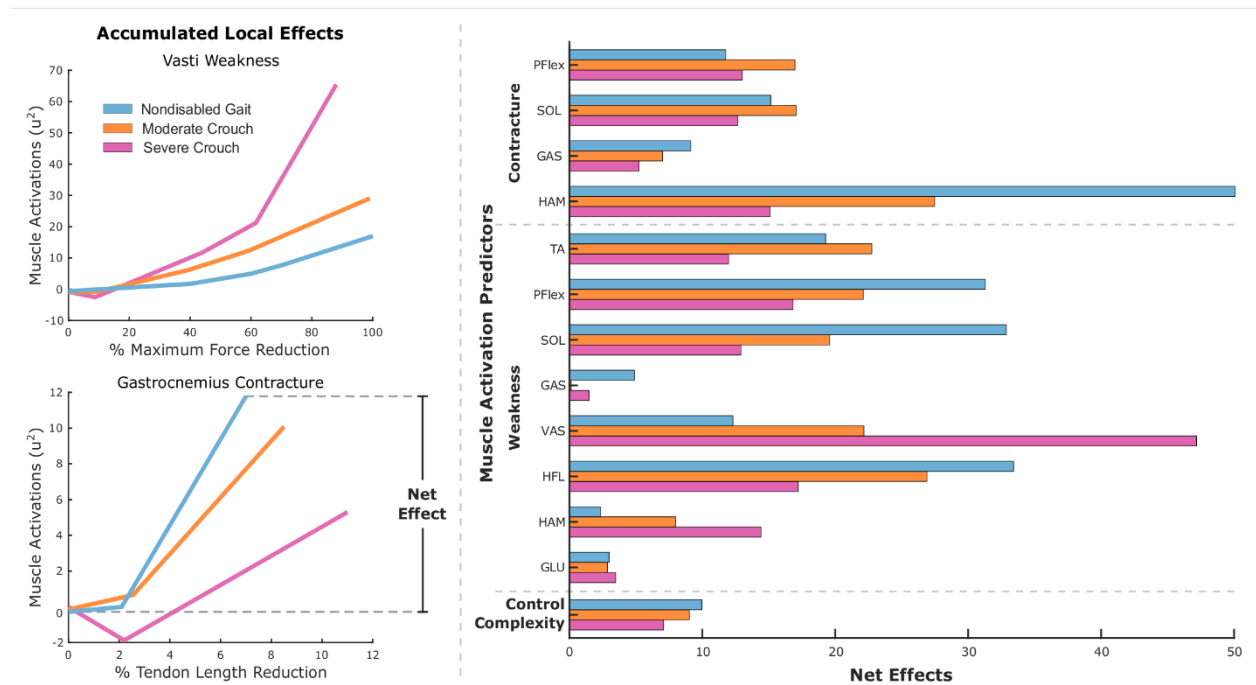 Accumulated Local Effects
Vasti Weakness
Muscle Activations (u²)
70
60
50
40
30
20
10
0
-10
Nondisabled Gait
Moderate Crouch
Severe Crouch
0 20 40 60 80 100
% Maximum Force Reduction
Gastrocnemius Contracture
Muscle Activations (u²)
12
10
8
6
4
2
0
-2
Net
Effect
0 2 4 6 8 10 12
% Tendon Length Reduction
Muscle Activation Predictors
Contracture
PFlex
SOL
GAS
HAM
Weakness
TA
PFlex
SOL
GAS
VAS
HFL
HAM
GLU
Control
Complexity
0 10 20 30 40 50
Net Effects